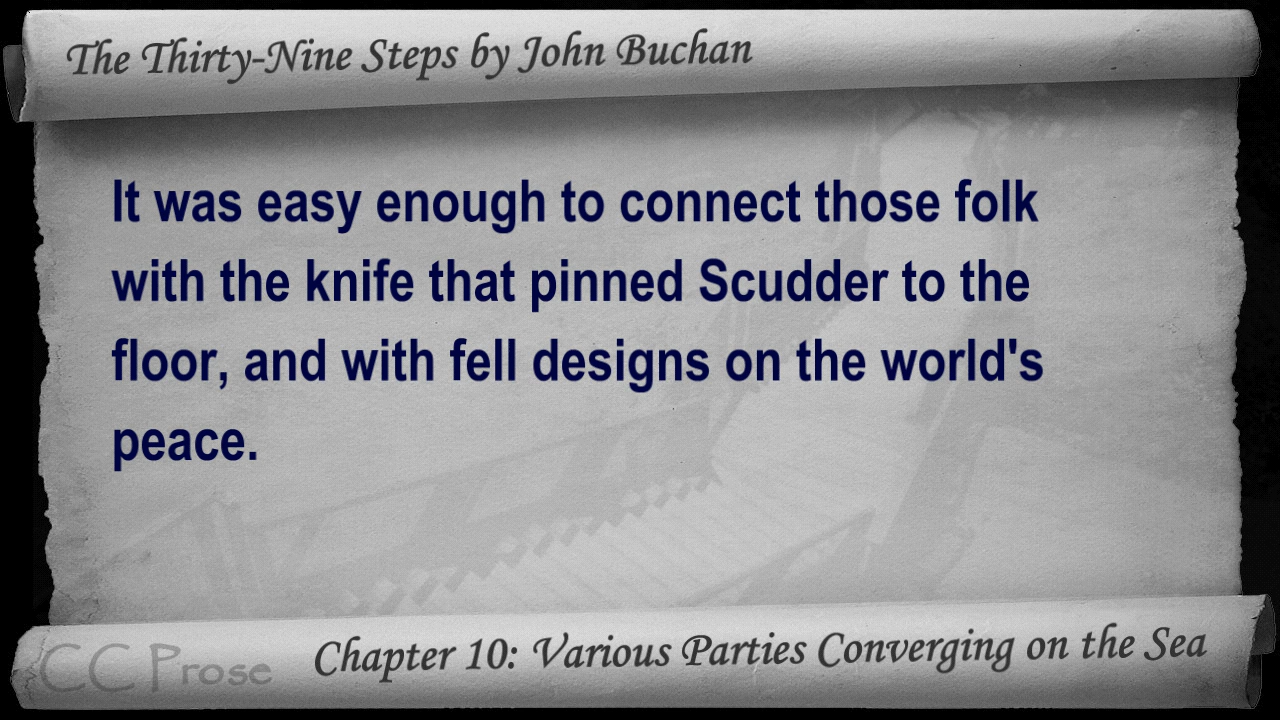 The Thirty-Nine Steps by John Buchan
It was easy enough to connect those folk
with the knife that pinned Scudder to the
floor, and with fell designs on the world's
peace.
Chapter 10: Various Parties Converging on the Sea
CC Prose